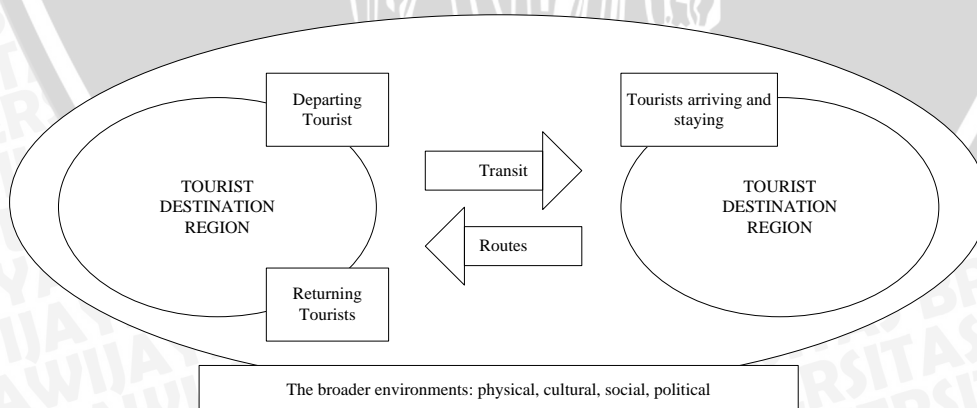 Departing
Tourist
Tourists arriving and
staying
TOURIST
DESTINATION
REGION
Transit
Routes
TOURIST
DESTINATION
REGION
Returning
Tourists
The broader environments: physical, cultural, social, political